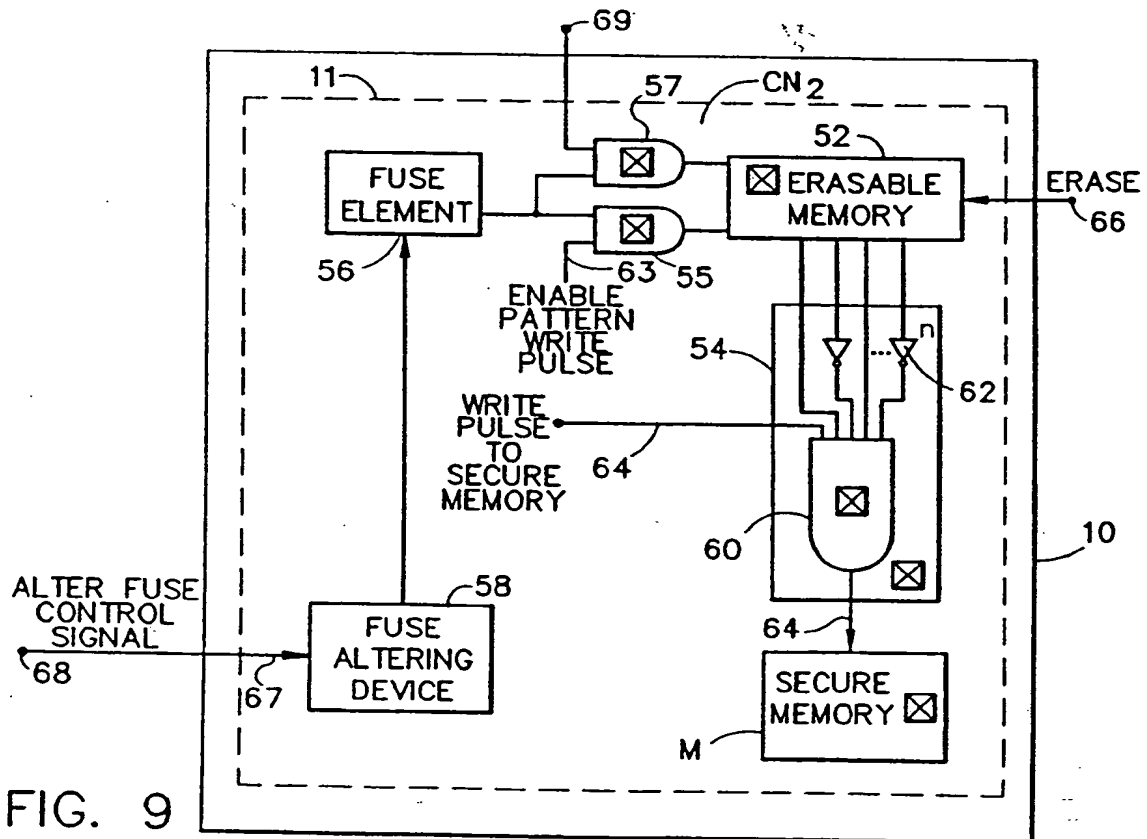 69
11
57
CN2
52
FUSE
ELEMENT
ERASABLE
MEMORY
ERASE
66
56
63
55
ENABLE
PATTERN
WRITE
PULSE
54
n
...
62
WRITE
PULSE
TO
SECURE
MEMORY
64
60
10
ALTER FUSE
CONTROL
SIGNAL
58
64
68
67
FUSE
ALTERING
DEVICE
SECURE
MEMORY
M
FIG. 9